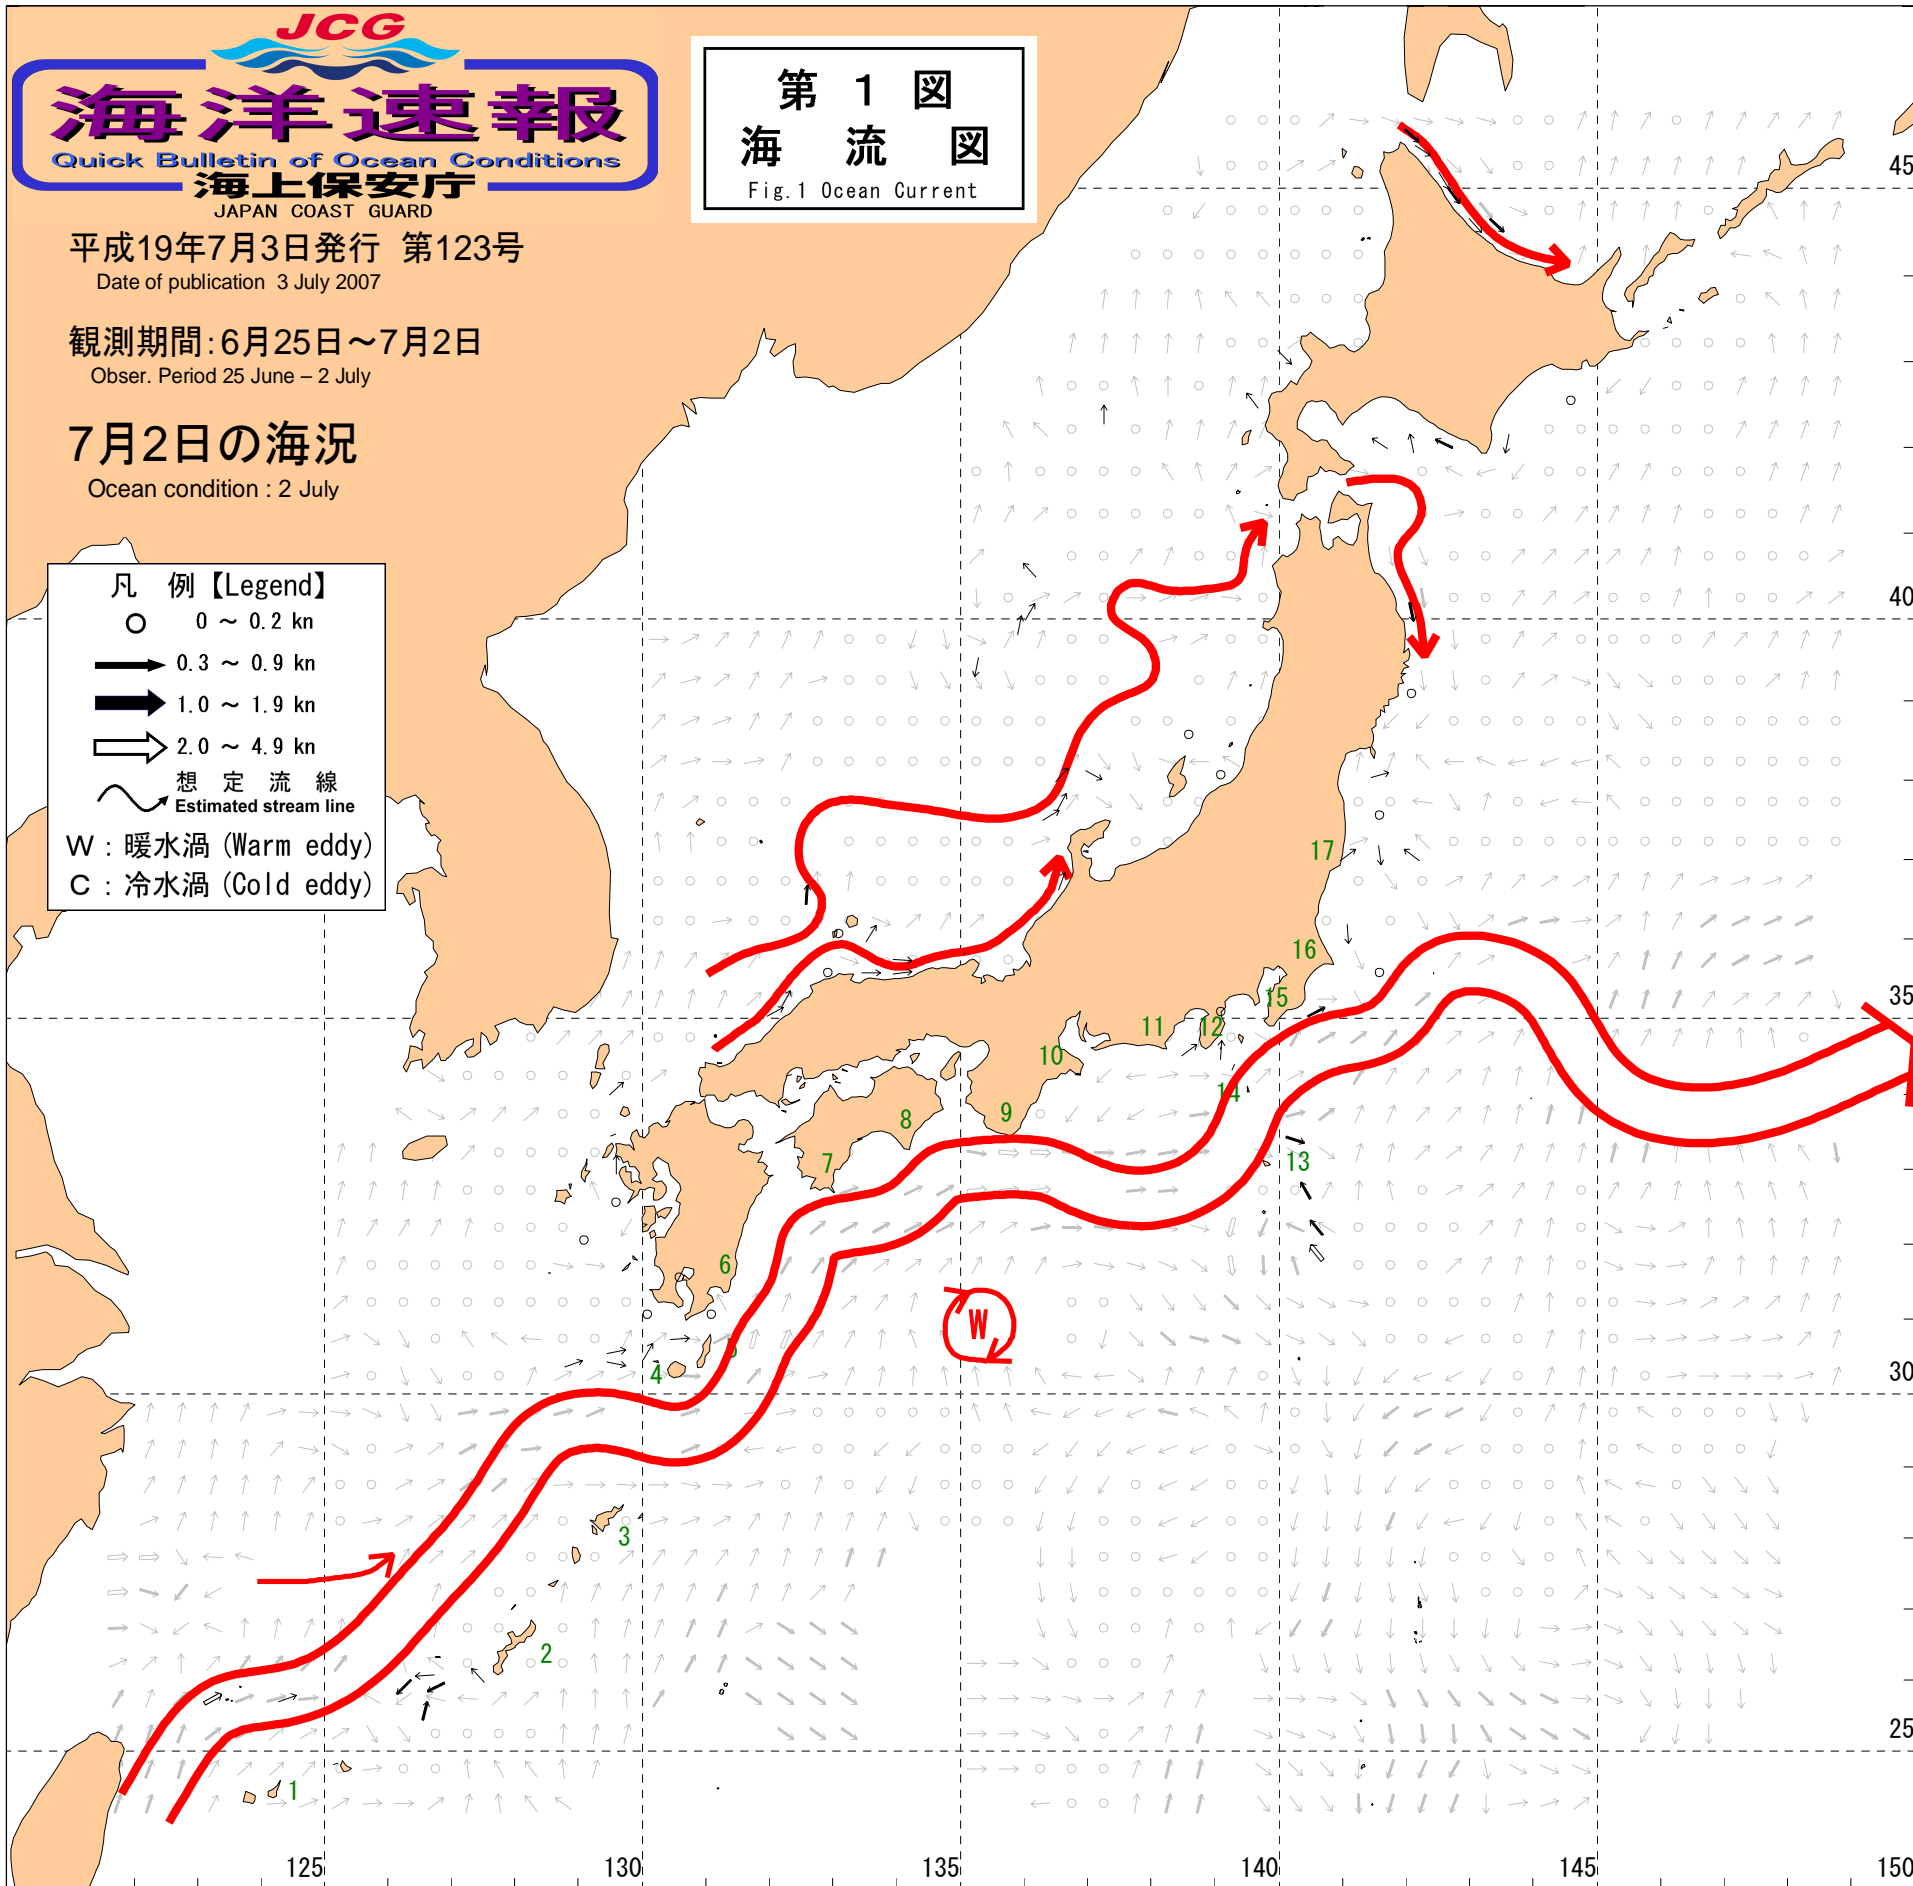 JCG
海洋速報
Quick Bulletin of Ocean Conditions
海上保安庁
JAPAN COAST GUARD
平成19年7月3日発行 第123号
Date of publication 3 July 2007
観測期間:6月25日～7月2日
Obser. Period 25 June – 2 July
7月2日の海況
Ocean condition : 2 July
第 1 図
海 流 図
Fig.1 Ocean Current
凡 例【Legend】
0 ～ 0.2 kn
0.3 ～ 0.9 kn
1.0 ～ 1.9 kn
2.0 ～ 4.9 kn
想 定 流 線
Estimated stream line
W : 暖水渦 (Warm eddy)
C : 冷水渦 (Cold eddy)
45
40
17
16
35
15
12
11
10
14
9
8
7
13
6
W
5
4
30
3
2
25
1
125
130
135
140
145
150